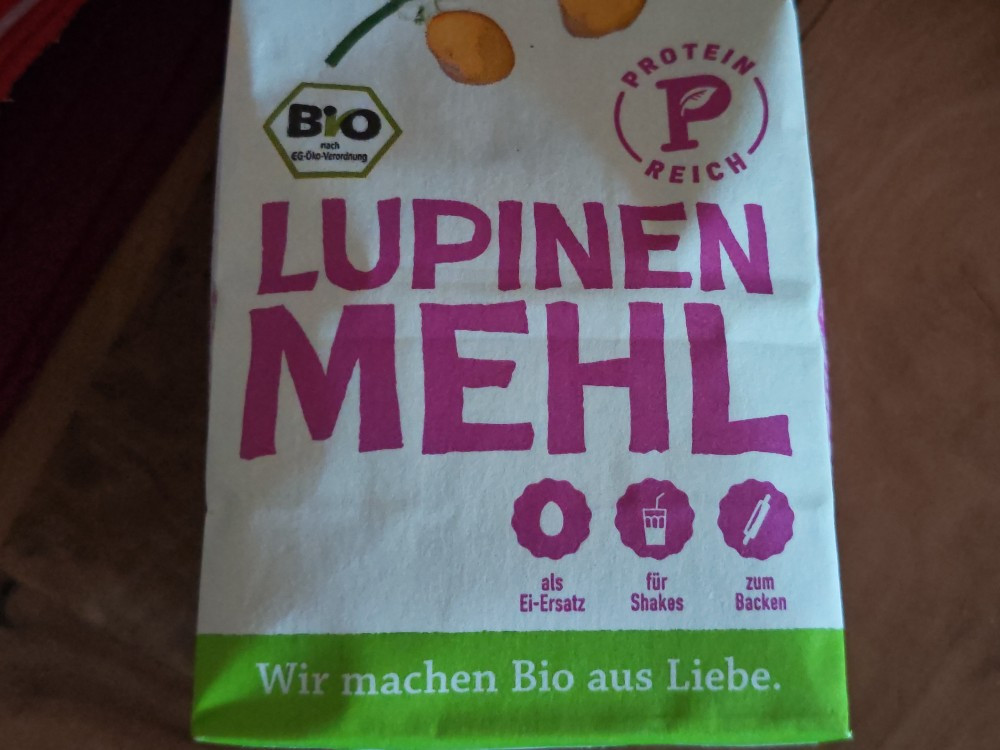 PROTEIN
P
REICH
BiO
nach
EG-Öko-Verordnung
LUPINEN
MEHL
als
Ei-Ersatz
für
Shakes
zum
Backen
Wir machen Bio aus Liebe.